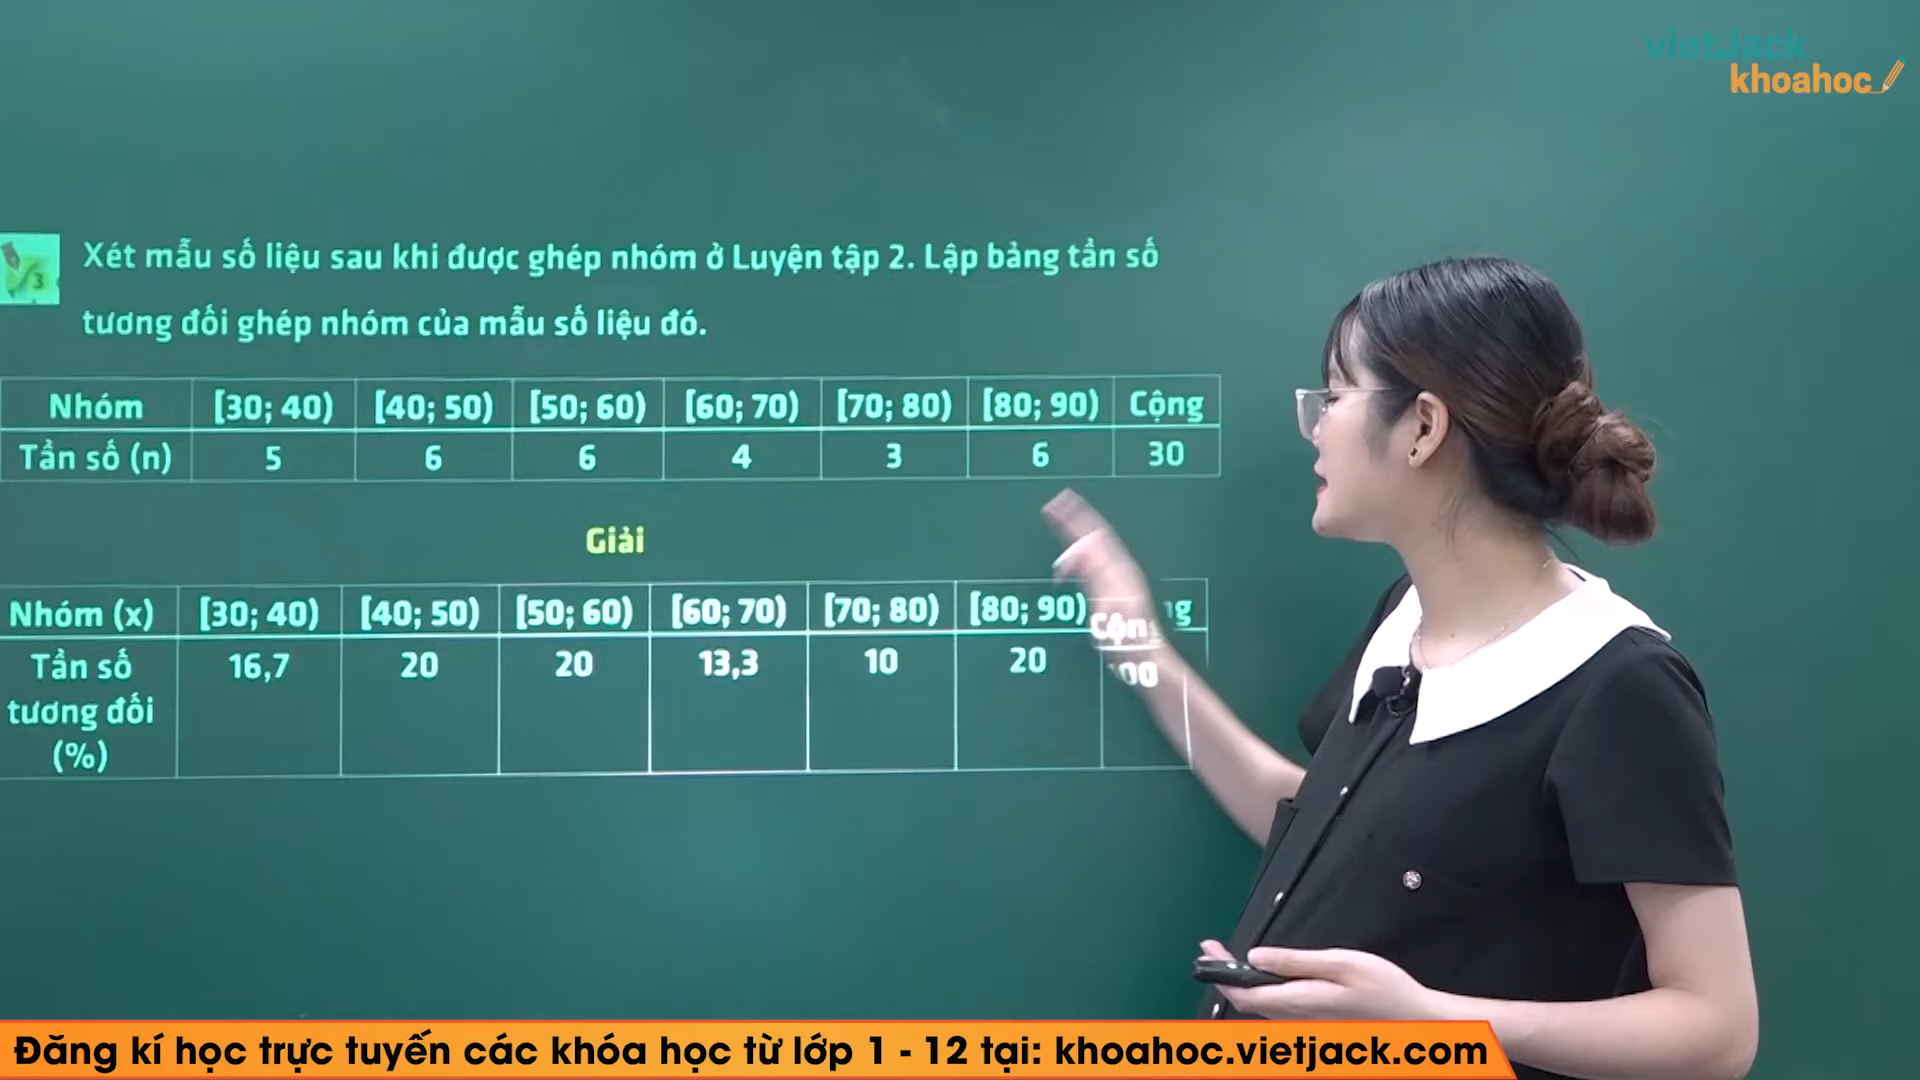 vietJack
khoahoc
3
Xét mẫu số liệu sau khi được ghép nhóm ở Luyện tập 2. Lập bảng tần số
tương đối ghép nhóm của mẫu số liệu đó.
Nhóm [30; 40) [40; 50) [50; 60) [60; 70) [70; 80) [80; 90) Cộng
Tần số (n) 5 6 6 4 3 6 30
Giải
Nhóm (x) [30; 40) [40; 50) [50; 60) [60; 70) [70; 80) [80; 90) Cộng
Tần số 16,7 20 20 13,3 10 20
tương đối
(%)
Đăng kí học trực tuyến các khóa học từ lớp 1 - 12 tại: khoahoc.vietjack.com